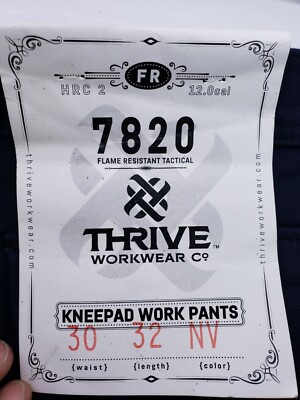 FR
HRC 2 12.0cal
7820
FLAME RESISTANT TACTICAL
THRIVE™
WORKWEAR Co
KNEEPAD WORK PANTS
30 32 NV
{waist} {length} {color}
thriveworkwear.com
thriveworkwear.com